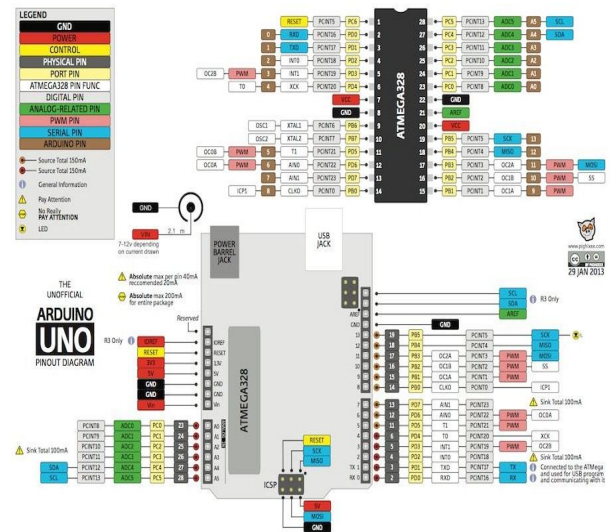 LEGEND
GND
POWER
CONTROL
PHYSICAL PIN
PORT PIN
ATMEGA328 PIN FUNC
DIGITAL PIN
ANALOG-RELATED PIN
PWM PIN
SERIAL PIN
ARDUINO PIN
Source Total 150mA
Source Total 150mA
General Information
Pay Attention
No Really
PAY ATTENTION
LED
RESET PCINT5 PC6 1
0 RXD PCINT16 PD0 2
1 TXD PCINT17 PD1 3
2 INT0 PCINT18 PD2 4
OC2B PWM 3 INT1 PCINT19 PD3 5
T0 4 XCK PCINT20 PD4 6
VCC 7
GND 8
OSC1 XTAL1 PCINT6 PB6 9
OSC2 XTAL2 PCINT7 PB7 10
OC0B PWM 5 T1 PCINT21 PD5 11
OC0A PWM 6 AIN0 PCINT22 PD6 12
7 AIN1 PCINT23 PD7 13
ICP1 8 CLKO PCINT0 PB0 14
ATMEGA328
28 PC5 PCINT13 ADC5 A5 SCL
27 PC4 PCINT12 ADC4 A4 SDA
26 PC3 PCINT11 ADC3 A3
25 PC2 PCINT10 ADC2 A2
24 PC1 PCINT9 ADC1 A1
23 PC0 PCINT8 ADC0 A0
22 GND
21 AREF
20 VCC
19 PB5 PCINT5 SCK 13
18 PB4 PCINT4 MISO 12
17 PB3 PCINT3 OC2A 11 PWM MOSI
16 PB2 PCINT2 OC1B 10 PWM SS
15 PB1 PCINT1 OC1A 9 PWM
www.pighixxx.com
29 JAN 2013
GND
VIN
2.1 m
7-12v depending
on current drawn
POWER
BARREL
JACK
USB
JACK
Absolute max per pin 40mA
reccomended 20mA
Absolute max 200mA
for entire package
THE
UNOFFICIAL
ARDUINO
UNO
PINOUT DIAGRAM
Reserved
R3 Only
IOREF
RESET
3V3
5V
GND
GND
Vin
IOREF
RESET
3.3V
5V
GND
GND
Vin
ATMEGA328
AREF
GND
13
12
11
10
9
8
7
6
5
4
3
2
TX 1
RX 0
SCL
SDA
AREF
R3 Only
GND
19 PB5 PCINT5 SCK
18 PB4 PCINT4 MISO
17 PB3 OC2A PCINT3 PWM MOSI
16 PB2 OC1B PCINT2 PWM SS
15 PB1 OC1A PCINT1 PWM
14 PB0 CLKO PCINT0 ICP1
Sink Total 100mA
13 PD7 AIN1 PCINT23
12 PD6 AIN0 PCINT22 PWM OC0A
11 PD5 T1 PCINT21 PWM
6 PD4 T0 PCINT20 XCK
5 PD3 INT1 PCINT19 PWM OC2B
4 PD2 INT0 PCINT18
Sink Total 100mA
3 PD1 TXD PCINT17 TX
2 PD0 RXD PCINT16 RX
Connected to the ATMega
and used for USB program
and communicating with it
Sink Total 100mA
PCINT8 ADC0 PC0 23 A0
PCINT9 ADC1 PC1 24 A1
PCINT10 ADC2 PC2 25 A2
PCINT11 ADC3 PC3 26 A3
SDA PCINT12 ADC4 PC4 27 A4
SCL PCINT13 ADC5 PC5 28 A5
RESET
SCK
MISO
ICSP
5V
MOSI
GND